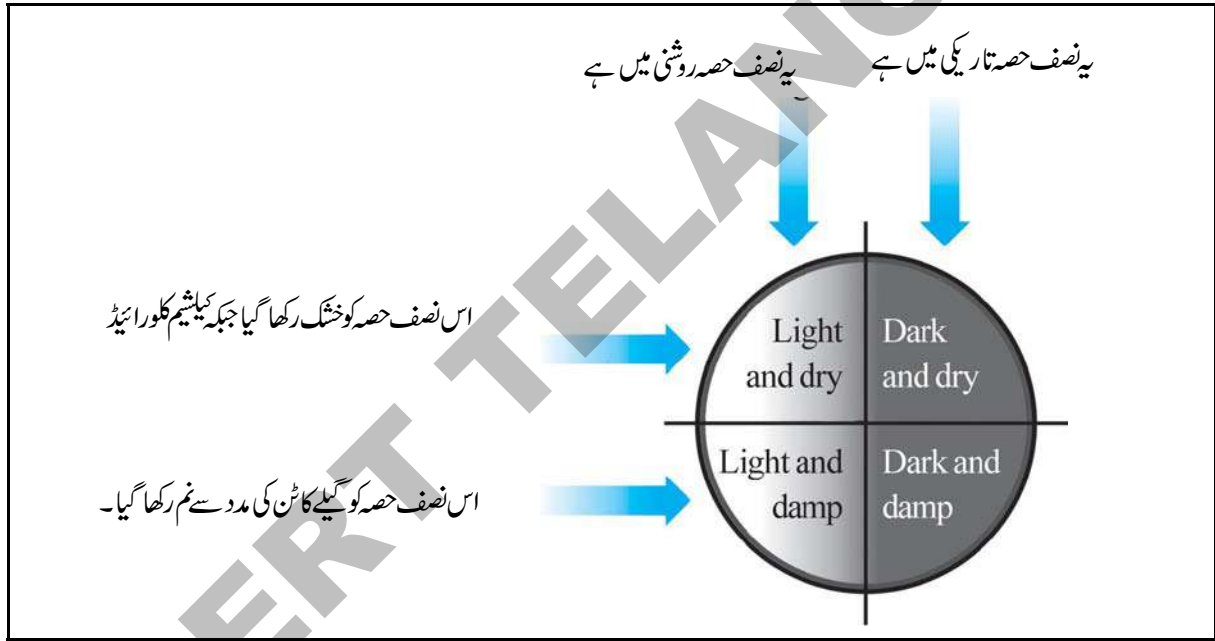 یہ نصف حصہ تاریکی میں ہے
یہ نصف حصہ روشنی میں ہے
اس نصف حصہ کو خشک رکھا گیا جبکہ کیلشیم کلورائیڈ
اس نصف حصہ کو گیلے کاٹن کی مدد سے نم رکھا گیا۔
Light
and dry
Dark
and dry
Light and
damp
Dark and
damp
ERT TELANG